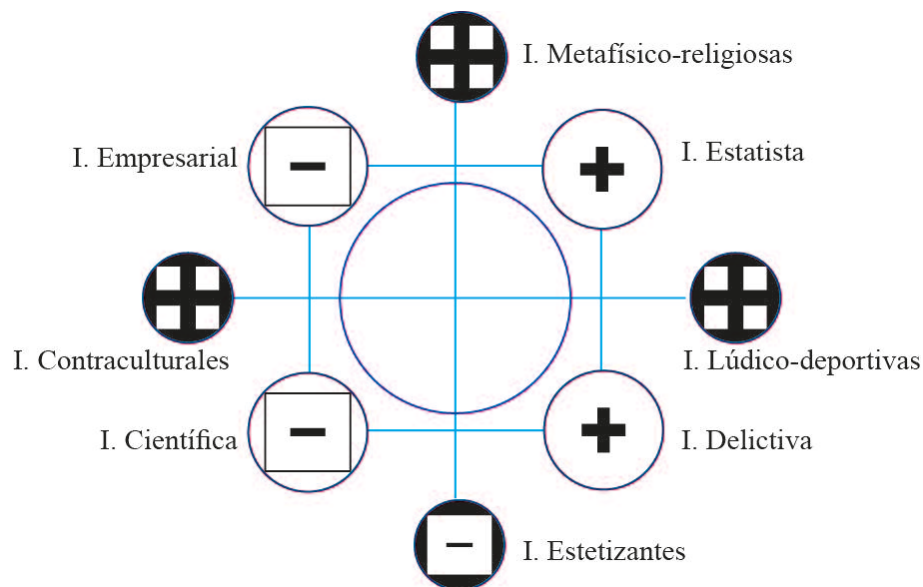 I. Metafísico-religiosas
I. Empresarial
I. Estatista
I. Contraculturales
I. Lúdico-deportivas
I. Científica
I. Delictiva
I. Estetizantes